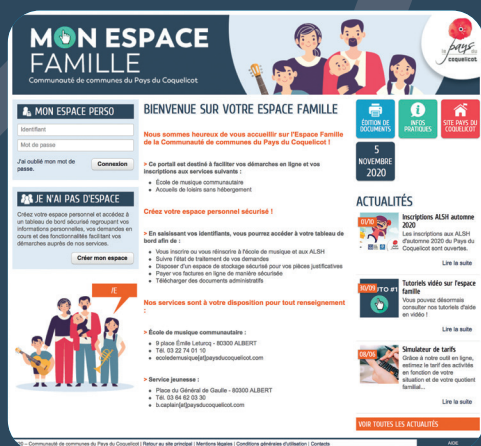 MON ESPACE
FAMILLE
Communauté de communes du Pays du Coquelicot
le pays du
coquelicot
MON ESPACE PERSO
Identifiant
Mot de passe
J'ai oublié mon mot de
passe.
Connexion
JE N'AI PAS D'ESPACE
Créez votre espace personnel et accédez à
un tableau de bord sécurisé regroupant vos
informations personnelles, vos demandes en
cours et des fonctionnalités facilitant vos
démarches auprès de nos services.
Créer mon espace
BIENVENUE SUR VOTRE ESPACE FAMILLE
Nous sommes heureux de vous accueillir sur l'Espace Famille
de la Communauté de communes du Pays du Coquelicot !
> Ce portail est destiné à faciliter vos démarches en ligne et vos
inscriptions aux services suivants :
• École de musique communautaire
• Accueils de loisirs sans hébergement
Créez votre espace personnel sécurisé !
> En saisissant vos identifiants, vous pourrez accéder à votre tableau de
bord afin de :
• Vous inscrire ou vous réinscrire à l'école de musique et aux ALSH
• Suivre l'état de traitement de vos demandes
• Disposer d'un espace de stockage sécurisé pour vos pièces justificatives
• Payer vos factures en ligne de manière sécurisée
• Télécharger des documents administratifs
Nos services sont à votre disposition pour tout renseignement
:
> École de musique communautaire :
• 9 place Émile Leturcq - 80300 ALBERT
• Tél. 03 22 74 01 10
• ecoledemusique[at]paysducoquelicot.com
> Service jeunesse :
• Place du Général de Gaulle - 80300 ALBERT
• Tél. 03 64 62 03 30
• b.caplain[at]paysducoquelicot.com
ÉDITION DE
DOCUMENTS
INFOS
PRATIQUES
SITE PAYS DU
COQUELICOT
5
NOVEMBRE
2020
ACTUALITÉS
01/10
Inscriptions ALSH automne
2020
Les inscriptions aux ALSH
d'automne 2020 du Pays du
Coquelicot sont ouvertes.
Lire la suite
30/09
TO #1
Tutoriels vidéo sur l'espace
famille
Vous pouvez désormais
consulter nos tutoriels d'aide
en vidéo !
Lire la suite
09/06
Simulateur de tarifs
Grâce à notre outil en ligne,
estimez le tarif des activités
en fonction de votre
situation et de votre quotient
familial...
Lire la suite
VOIR TOUTES LES ACTUALITÉS
20 – Communauté de communes du Pays du Coquelicot | Retour au site principal | Mentions légales | Conditions générales d'utilisation | Contacts
AIDE